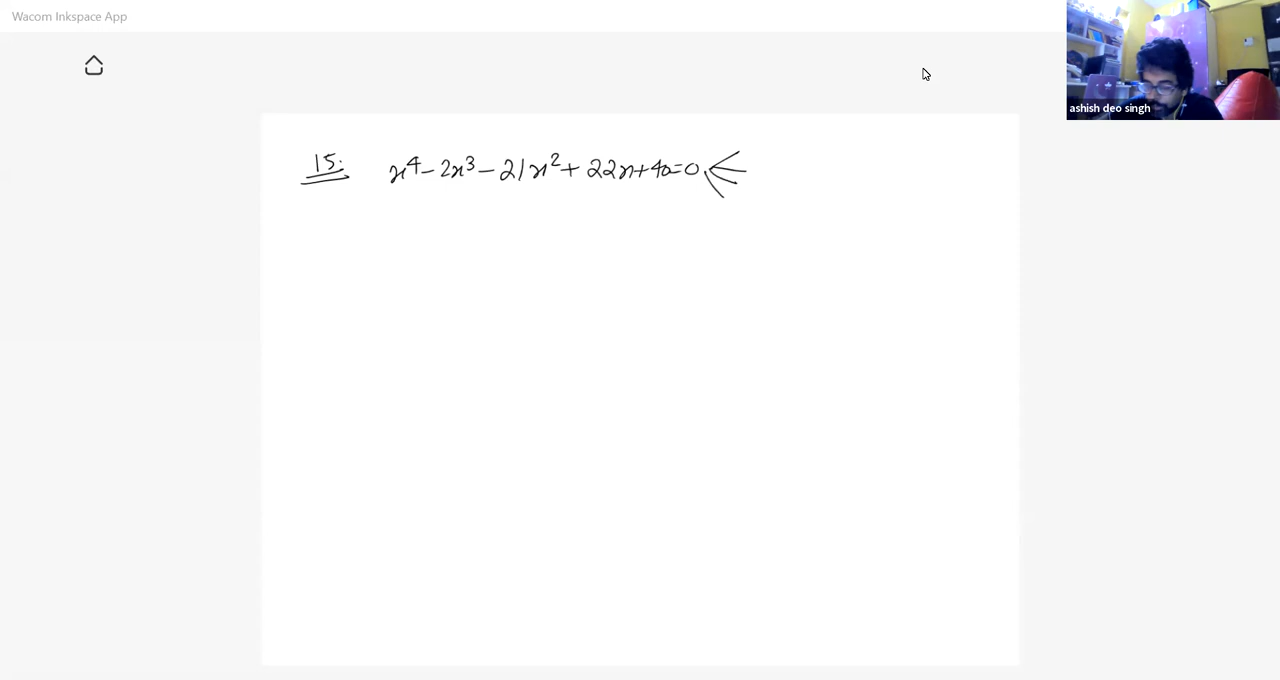 Wacom Inkspace App
ashish deo singh
15. x⁴-2x³-21x²+22x+40=0